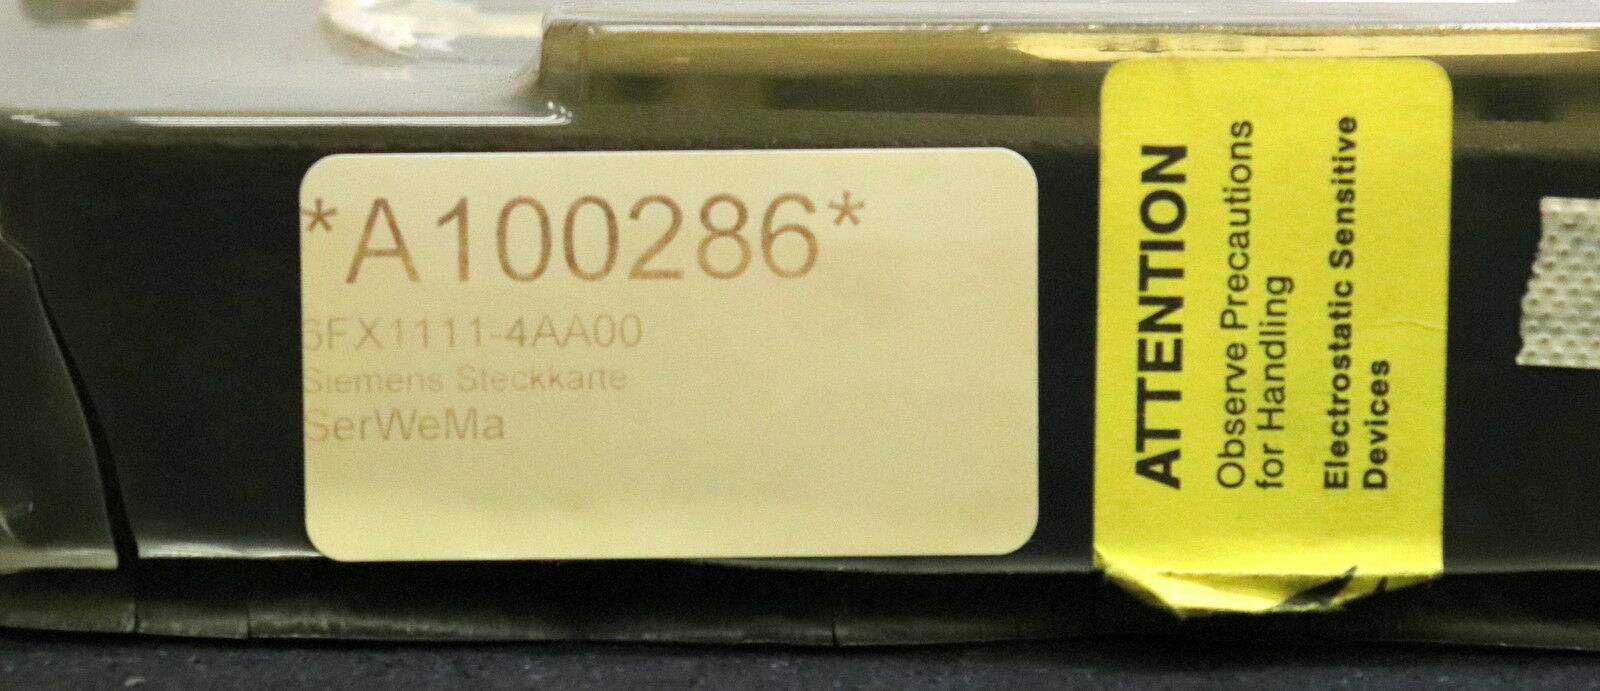 *A100286*
6FX1111-4AA00
Siemens Steckkarte
SerWeMa
ATTENTION
Observe Precautions
for Handling
Electrostatic Sensitive
Devices